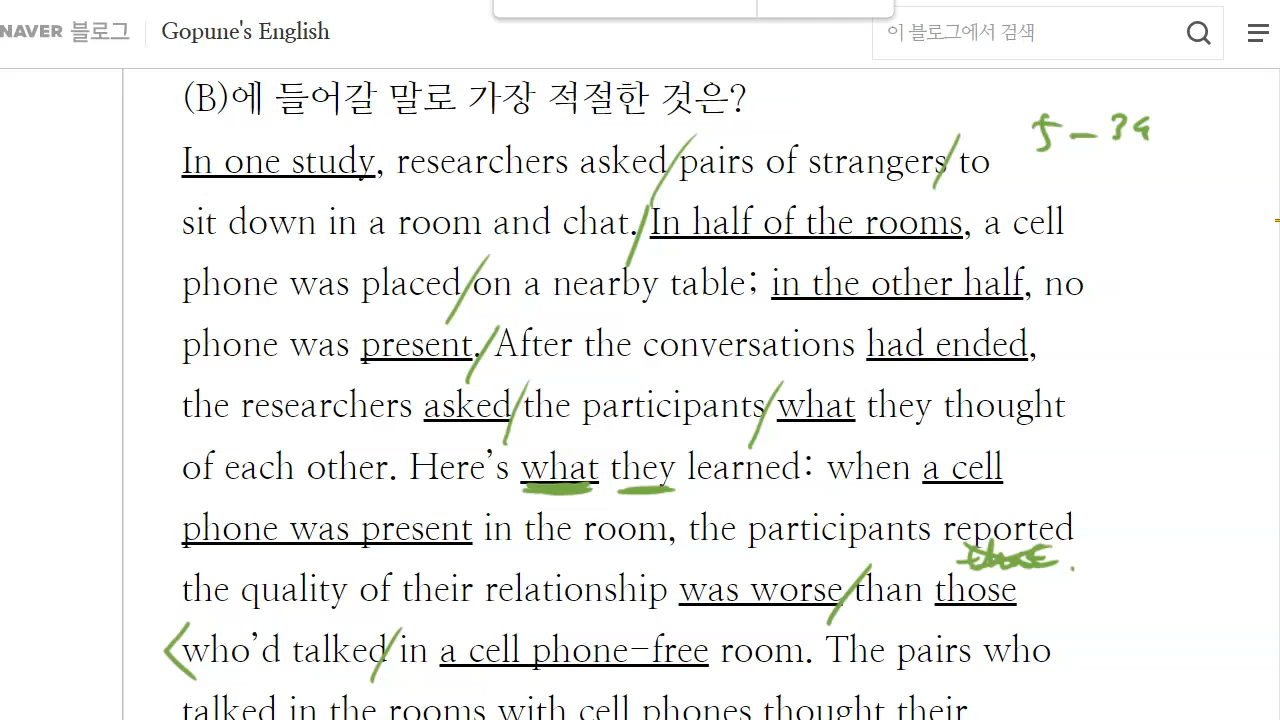 NAVER 블로그 Gopune's English 이 블로그에서 검색
(B)에 들어갈 말로 가장 적절한 것은?
5-39
In one study, researchers asked pairs of strangers to
sit down in a room and chat. In half of the rooms, a cell
phone was placed on a nearby table; in the other half, no
phone was present. After the conversations had ended,
the researchers asked the participants what they thought
of each other. Here's what they learned: when a cell
phone was present in the room, the participants reported
the quality of their relationship was worse than those
who'd talked in a cell phone-free room. The pairs who
talked in the rooms with cell phones thought their